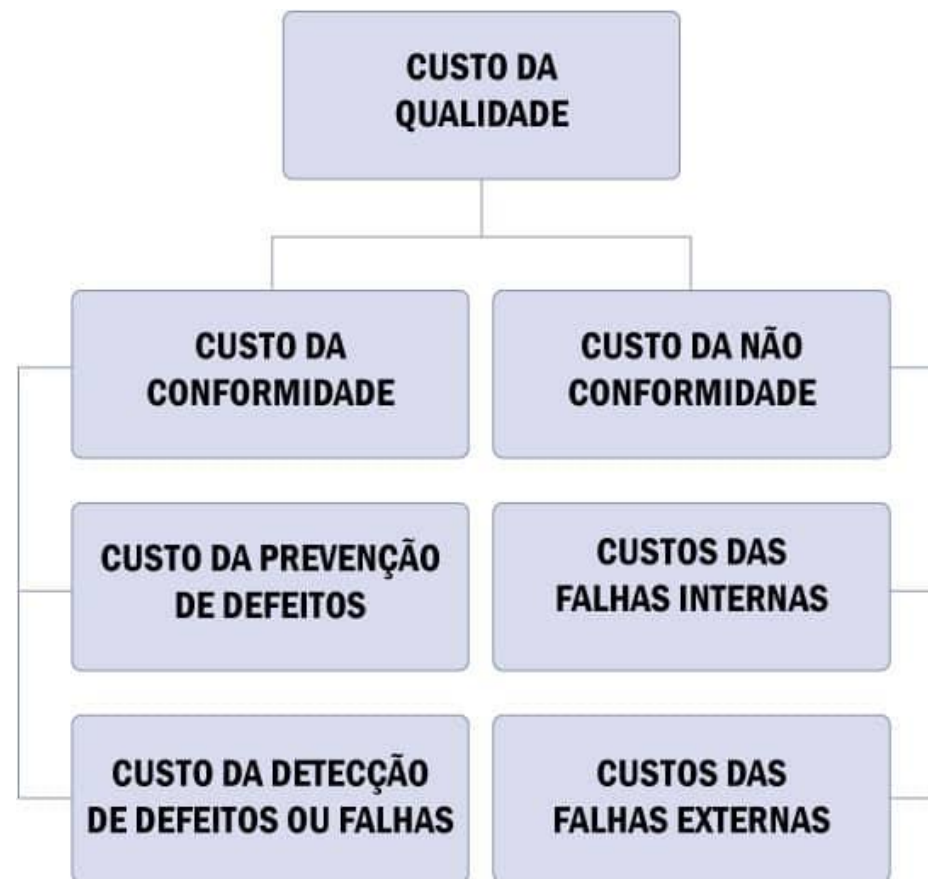 CUSTO DA
QUALIDADE
CUSTO DA
CONFORMIDADE
CUSTO DA NÃO
CONFORMIDADE
CUSTO DA PREVENÇÃO
DE DEFEITOS
CUSTOS DAS
FALHAS INTERNAS
CUSTO DA DETECÇÃO
DE DEFEITOS OU FALHAS
CUSTOS DAS
FALHAS EXTERNAS